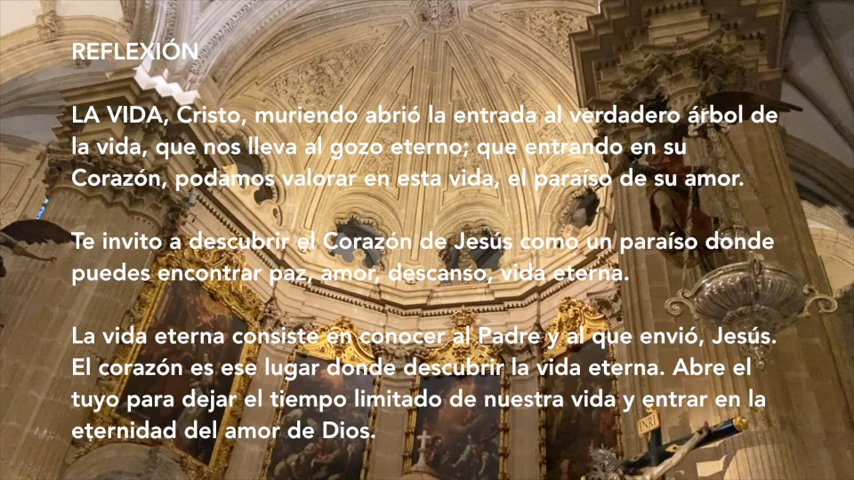 REFLEXIÓN
LA VIDA, Cristo, muriendo abrió la entrada al verdadero árbol de
la vida, que nos lleva al gozo eterno; que entrando en su
Corazón, podamos valorar en esta vida, el paraíso de su amor.
Te invito a descubrir el Corazón de Jesús como un paraíso donde
puedes encontrar paz, amor, descanso, vida eterna.
La vida eterna consiste en conocer al Padre y al que envió, Jesús.
El corazón es ese lugar donde descubrir la vida eterna. Abre el
tuyo para dejar el tiempo limitado de nuestra vida y entrar en la
eternidad del amor de Dios.
INRI